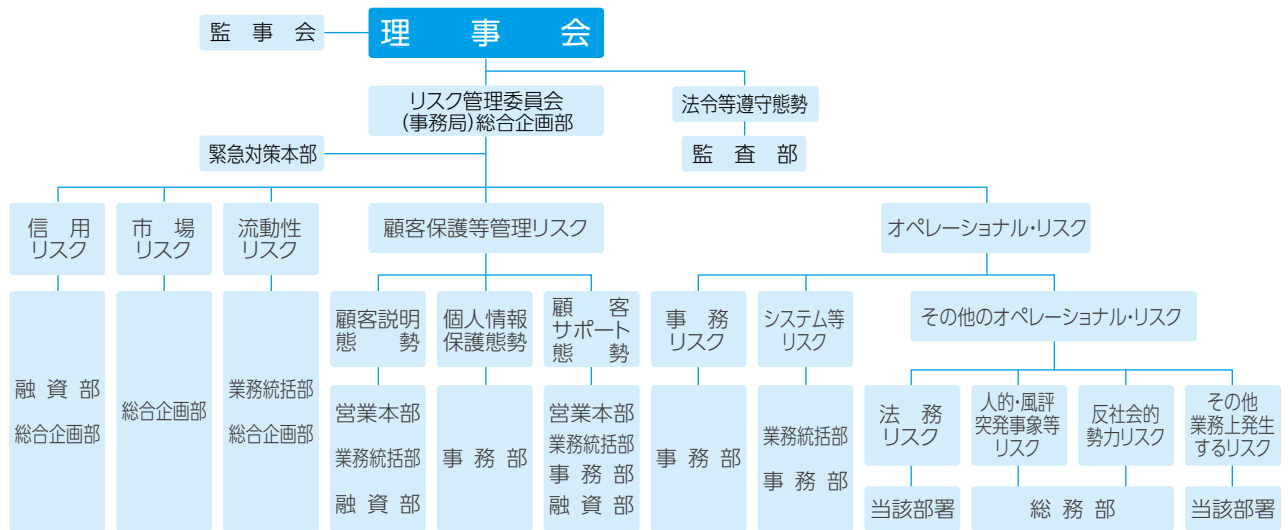 監事会
理事会
リスク管理委員会
(事務局)総合企画部
法令等遵守態勢
緊急対策本部
監査部
信用
リスク
市場
リスク
流動性
リスク
顧客保護等管理リスク
オペレーショナル・リスク
顧客説明
態勢
個人情報
保護態勢
顧客
サポート
態勢
事務
リスク
システム等
リスク
その他のオペレーショナル・リスク
融資部
総合企画部
総合企画部
業務統括部
総合企画部
営業本部
業務統括部
融資部
事務部
営業本部
業務統括部
事務部
融資部
事務部
業務統括部
事務部
法務
リスク
人的・風評
突発事象等
リスク
反社会的
勢力リスク
その他
業務上発生
するリスク
当該部署
総務部
当該部署